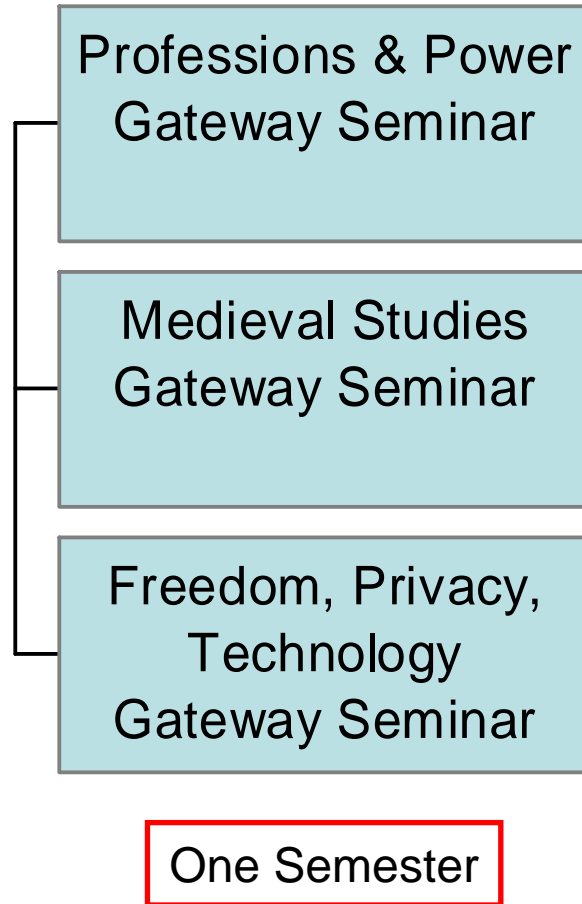 Professions & Power
Gateway Seminar
Medieval Studies
Gateway Seminar
Freedom, Privacy,
Technology
Gateway Seminar
One Semester